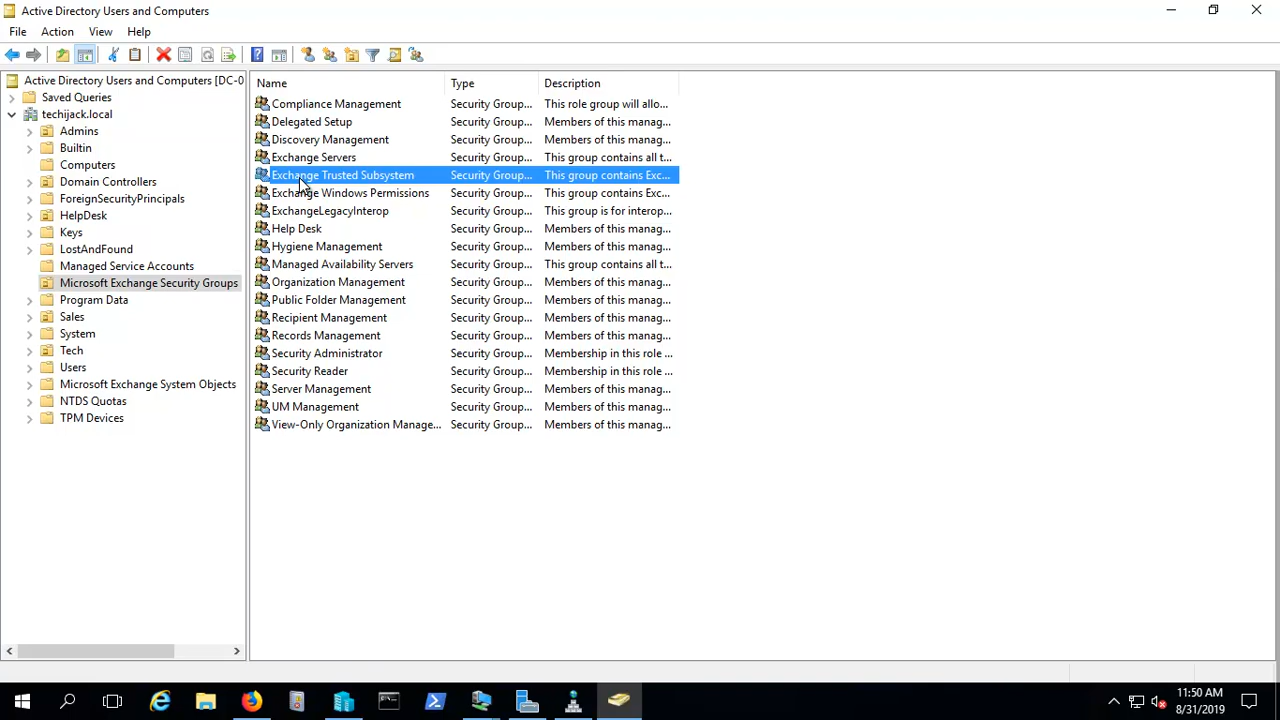 Active Directory Users and Computers
File Action View Help
Active Directory Users and Computers [DC-0
Saved Queries
techijack.local
Admins
Builtin
Computers
Domain Controllers
ForeignSecurityPrincipals
HelpDesk
Keys
LostAndFound
Managed Service Accounts
Microsoft Exchange Security Groups
Program Data
Sales
System
Tech
Users
Microsoft Exchange System Objects
NTDS Quotas
TPM Devices
Name Type Description
Compliance Management Security Group... This role group will allo...
Delegated Setup Security Group... Members of this manag...
Discovery Management Security Group... Members of this manag...
Exchange Servers Security Group... This group contains all t...
Exchange Trusted Subsystem Security Group... This group contains Exc...
Exchange Windows Permissions Security Group... This group contains Exc...
ExchangeLegacyInterop Security Group... This group is for interop...
Help Desk Security Group... Members of this manag...
Hygiene Management Security Group... Members of this manag...
Managed Availability Servers Security Group... This group contains all t...
Organization Management Security Group... Members of this manag...
Public Folder Management Security Group... Members of this manag...
Recipient Management Security Group... Members of this manag...
Records Management Security Group... Members of this manag...
Security Administrator Security Group... Membership in this role ...
Security Reader Security Group... Membership in this role ...
Server Management Security Group... Members of this manag...
UM Management Security Group... Members of this manag...
View-Only Organization Manage... Security Group... Members of this manag...
11:50 AM
8/31/2019